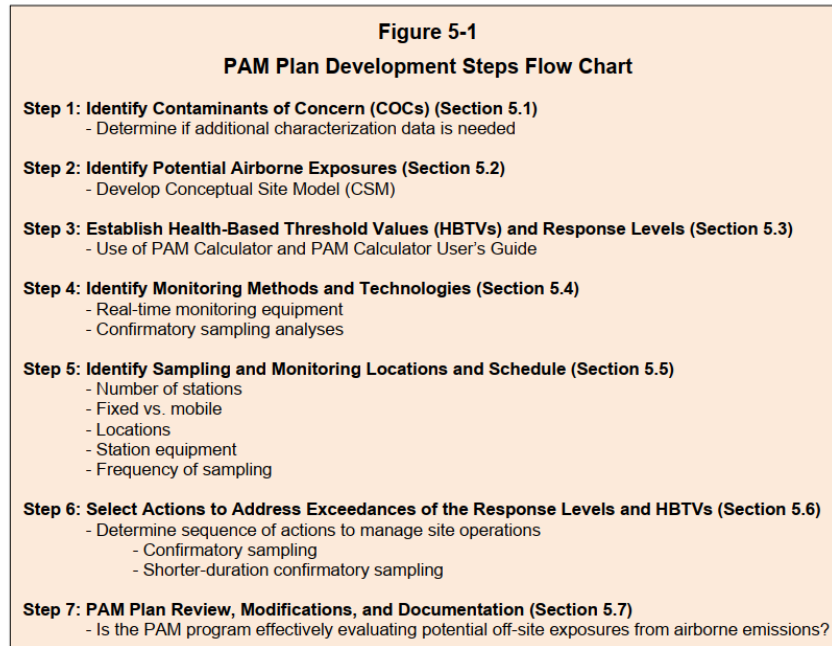 Figure 5-1
PAM Plan Development Steps Flow Chart
Step 1: Identify Contaminants of Concern (COCs) (Section 5.1)
- Determine if additional characterization data is needed
Step 2: Identify Potential Airborne Exposures (Section 5.2)
- Develop Conceptual Site Model (CSM)
Step 3: Establish Health-Based Threshold Values (HBTVs) and Response Levels (Section 5.3)
- Use of PAM Calculator and PAM Calculator User's Guide
Step 4: Identify Monitoring Methods and Technologies (Section 5.4)
- Real-time monitoring equipment
- Confirmatory sampling analyses
Step 5: Identify Sampling and Monitoring Locations and Schedule (Section 5.5)
- Number of stations
- Fixed vs. mobile
- Locations
- Station equipment
- Frequency of sampling
Step 6: Select Actions to Address Exceedances of the Response Levels and HBTVs (Section 5.6)
- Determine sequence of actions to manage site operations
- Confirmatory sampling
- Shorter-duration confirmatory sampling
Step 7: PAM Plan Review, Modifications, and Documentation (Section 5.7)
- Is the PAM program effectively evaluating potential off-site exposures from airborne emissions?